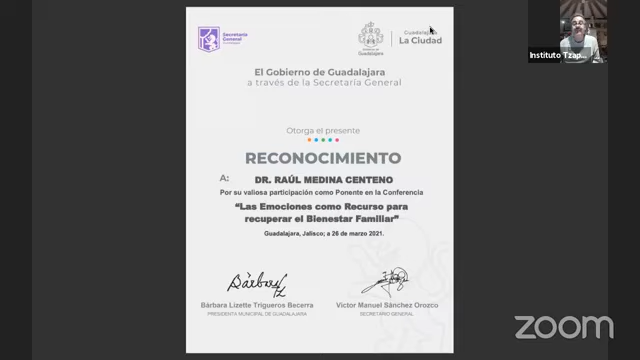 Secretaría
General
Guadalajara
Guadalajara
La Ciudad
El Gobierno de Guadalajara
a través de la Secretaría General
Otorga el presente
RECONOCIMIENTO
A: DR. RAÚL MEDINA CENTENO
Por su valiosa participación como Ponente en la Conferencia
“Las Emociones como Recurso para
recuperar el Bienestar Familiar”
Guadalajara, Jalisco; a 26 de marzo 2021.
Bárbara Lizette Trigueros Becerra
PRESIDENTA MUNICIPAL DE GUADALAJARA
Víctor Manuel Sánchez Orozco
SECRETARIO GENERAL
Instituto Tzap...
zoom